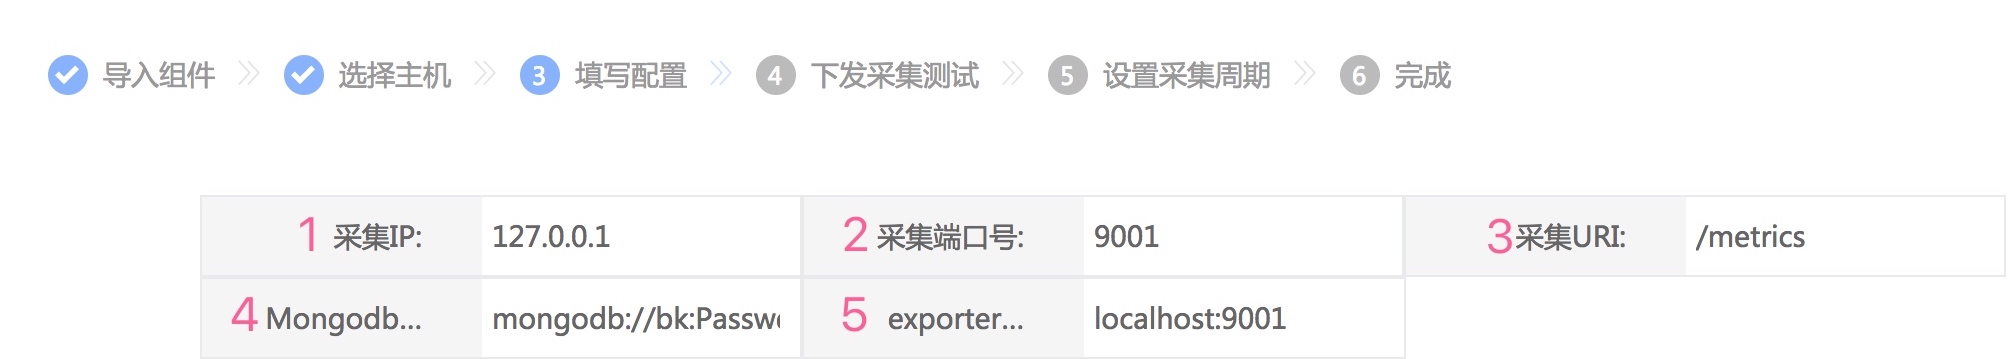 导入组件 选择主机 3 填写配置 4 下发采集测试 5 设置采集周期 6 完成
1 采集IP: 127.0.0.1 2 采集端口号: 9001 3 采集URI: /metrics
4 Mongodb... mongodb://bk:Passw 5 exporter... localhost:9001